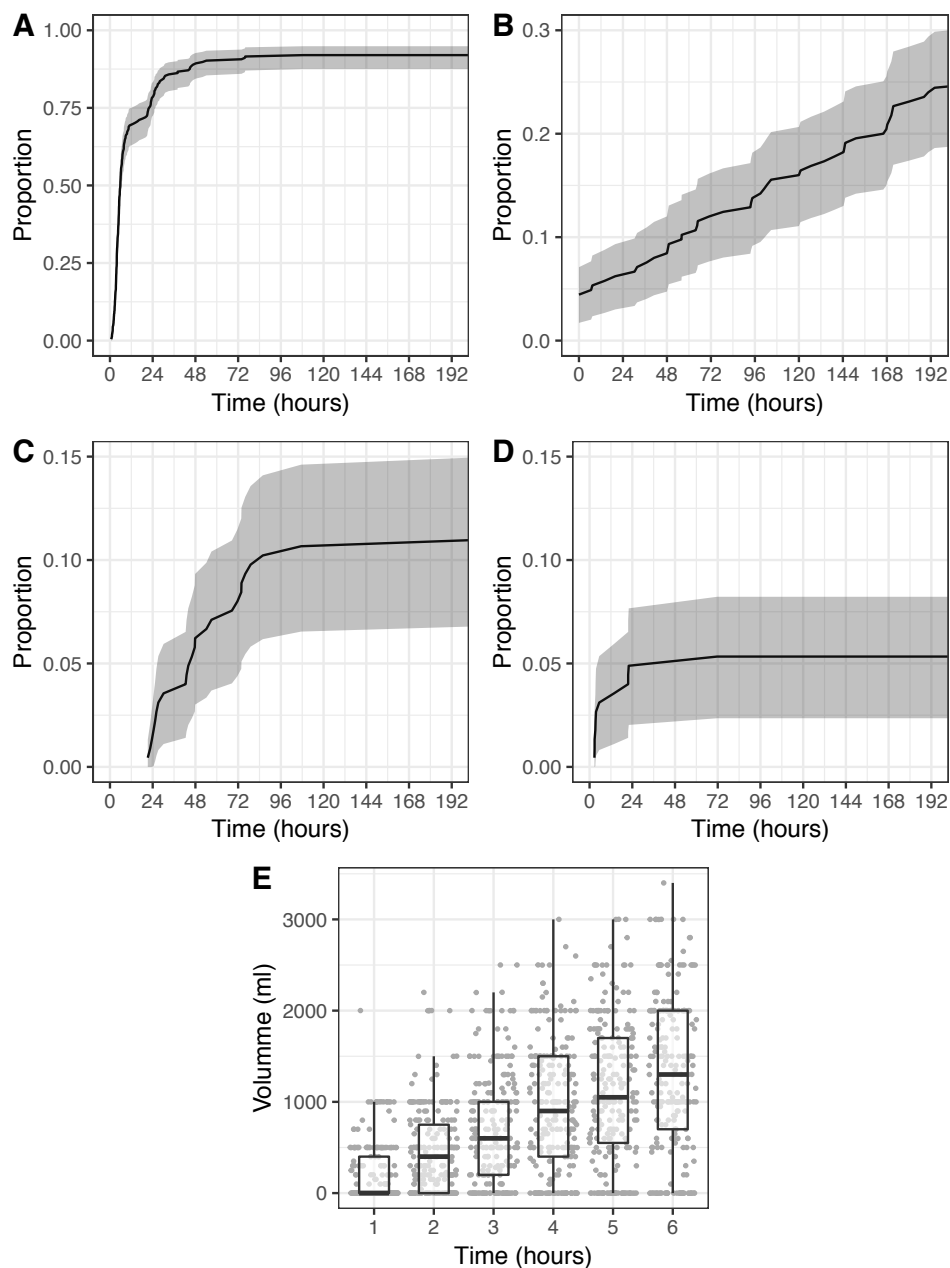 A
1.00
0.75
0.50
0.25
0.00
Proportion
0 24 48 72 96 120 144 168 192
Time (hours)
B
0.3
0.2
0.1
0.0
Proportion
0 24 48 72 96 120 144 168 192
Time (hours)
C
0.15
0.10
0.05
0.00
Proportion
0 24 48 72 96 120 144 168 192
Time (hours)
D
0.15
0.10
0.05
0.00
Proportion
0 24 48 72 96 120 144 168 192
Time (hours)
E
3000
2000
1000
0
Volumme (ml)
1 2 3 4 5 6
Time (hours)